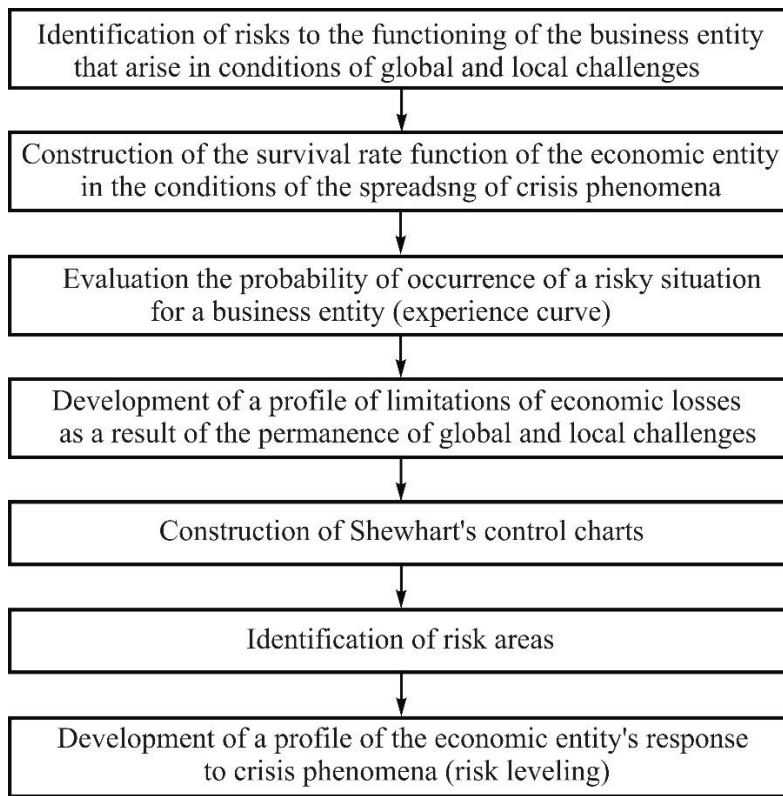 Identification of risks to the functioning of the business entity
that arise in conditions of global and local challenges
Construction of the survival rate function of the economic entity
in the conditions of the spreadsng of crisis phenomena
Evaluation the probability of occurrence of a risky situation
for a business entity (experience curve)
Development of a profile of limitations of economic losses
as a result of the permanence of global and local challenges
Construction of Shewhart's control charts
Identification of risk areas
Development of a profile of the economic entity's response
to crisis phenomena (risk leveling)